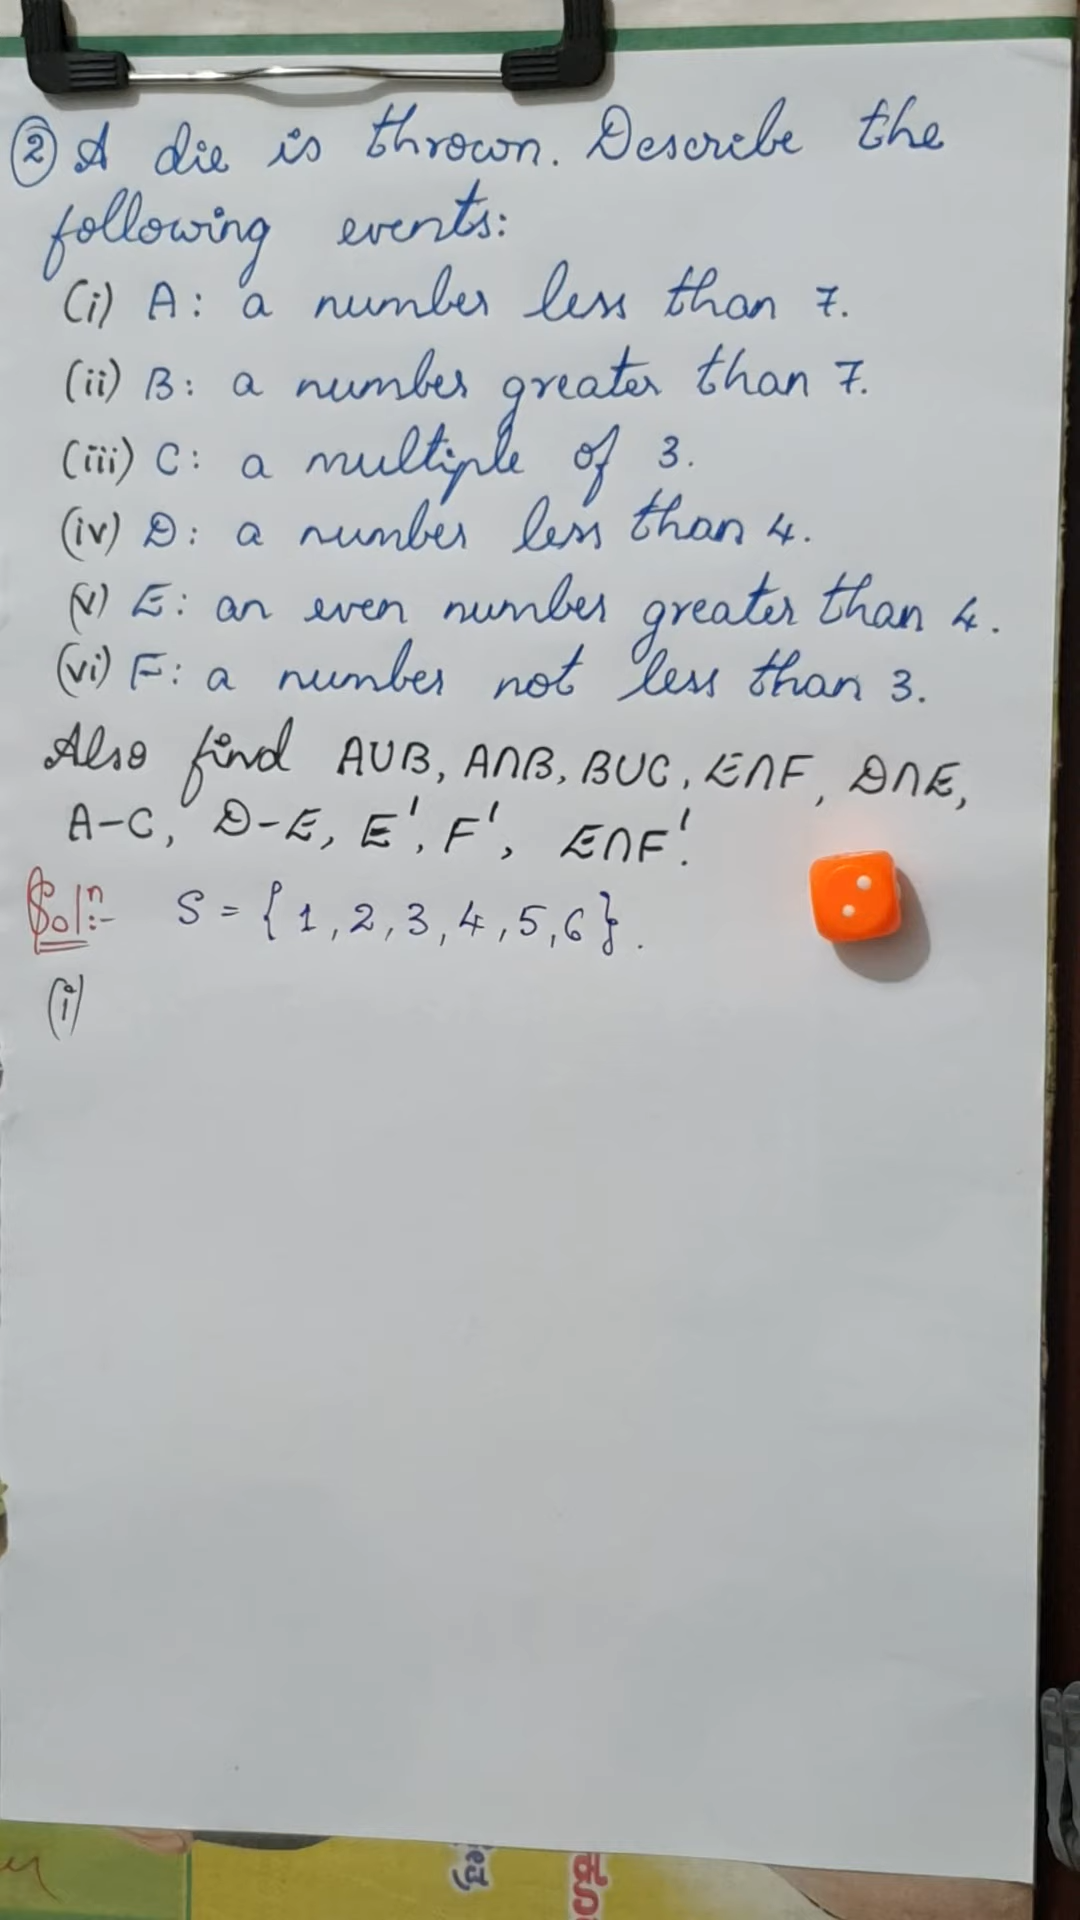 ② A die is thrown. Describe the
following events:
(i) A: a number less than 7.
(ii) B: a number greater than 7.
(iii) C: a multiple of 3.
(iv) D: a number less than 4.
(v) E: an even number greater than 4.
(vi) F: a number not less than 3.
Also find A∪B, A∩B, B∪C, E∩F, D∩E,
A-C, D-E, E', F', E∩F'.
Solⁿ:- S = {1,2,3,4,5,6}.
(i)